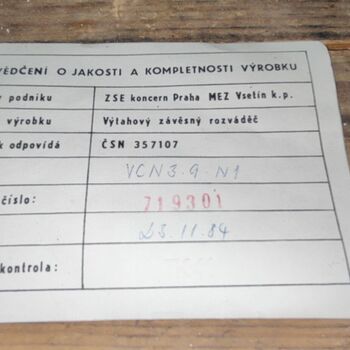 VĚDČENÍ O JAKOSTI A KOMPLETNOSTI VÝROBKU
podniku ZSE koncern Praha MEZ Vsetín k.p.
výrobku Výtahový závěsný rozváděč
k odpovídá ČSN 357107
VCN3.9-N1
číslo: 719301
23.11.84
kontrola: